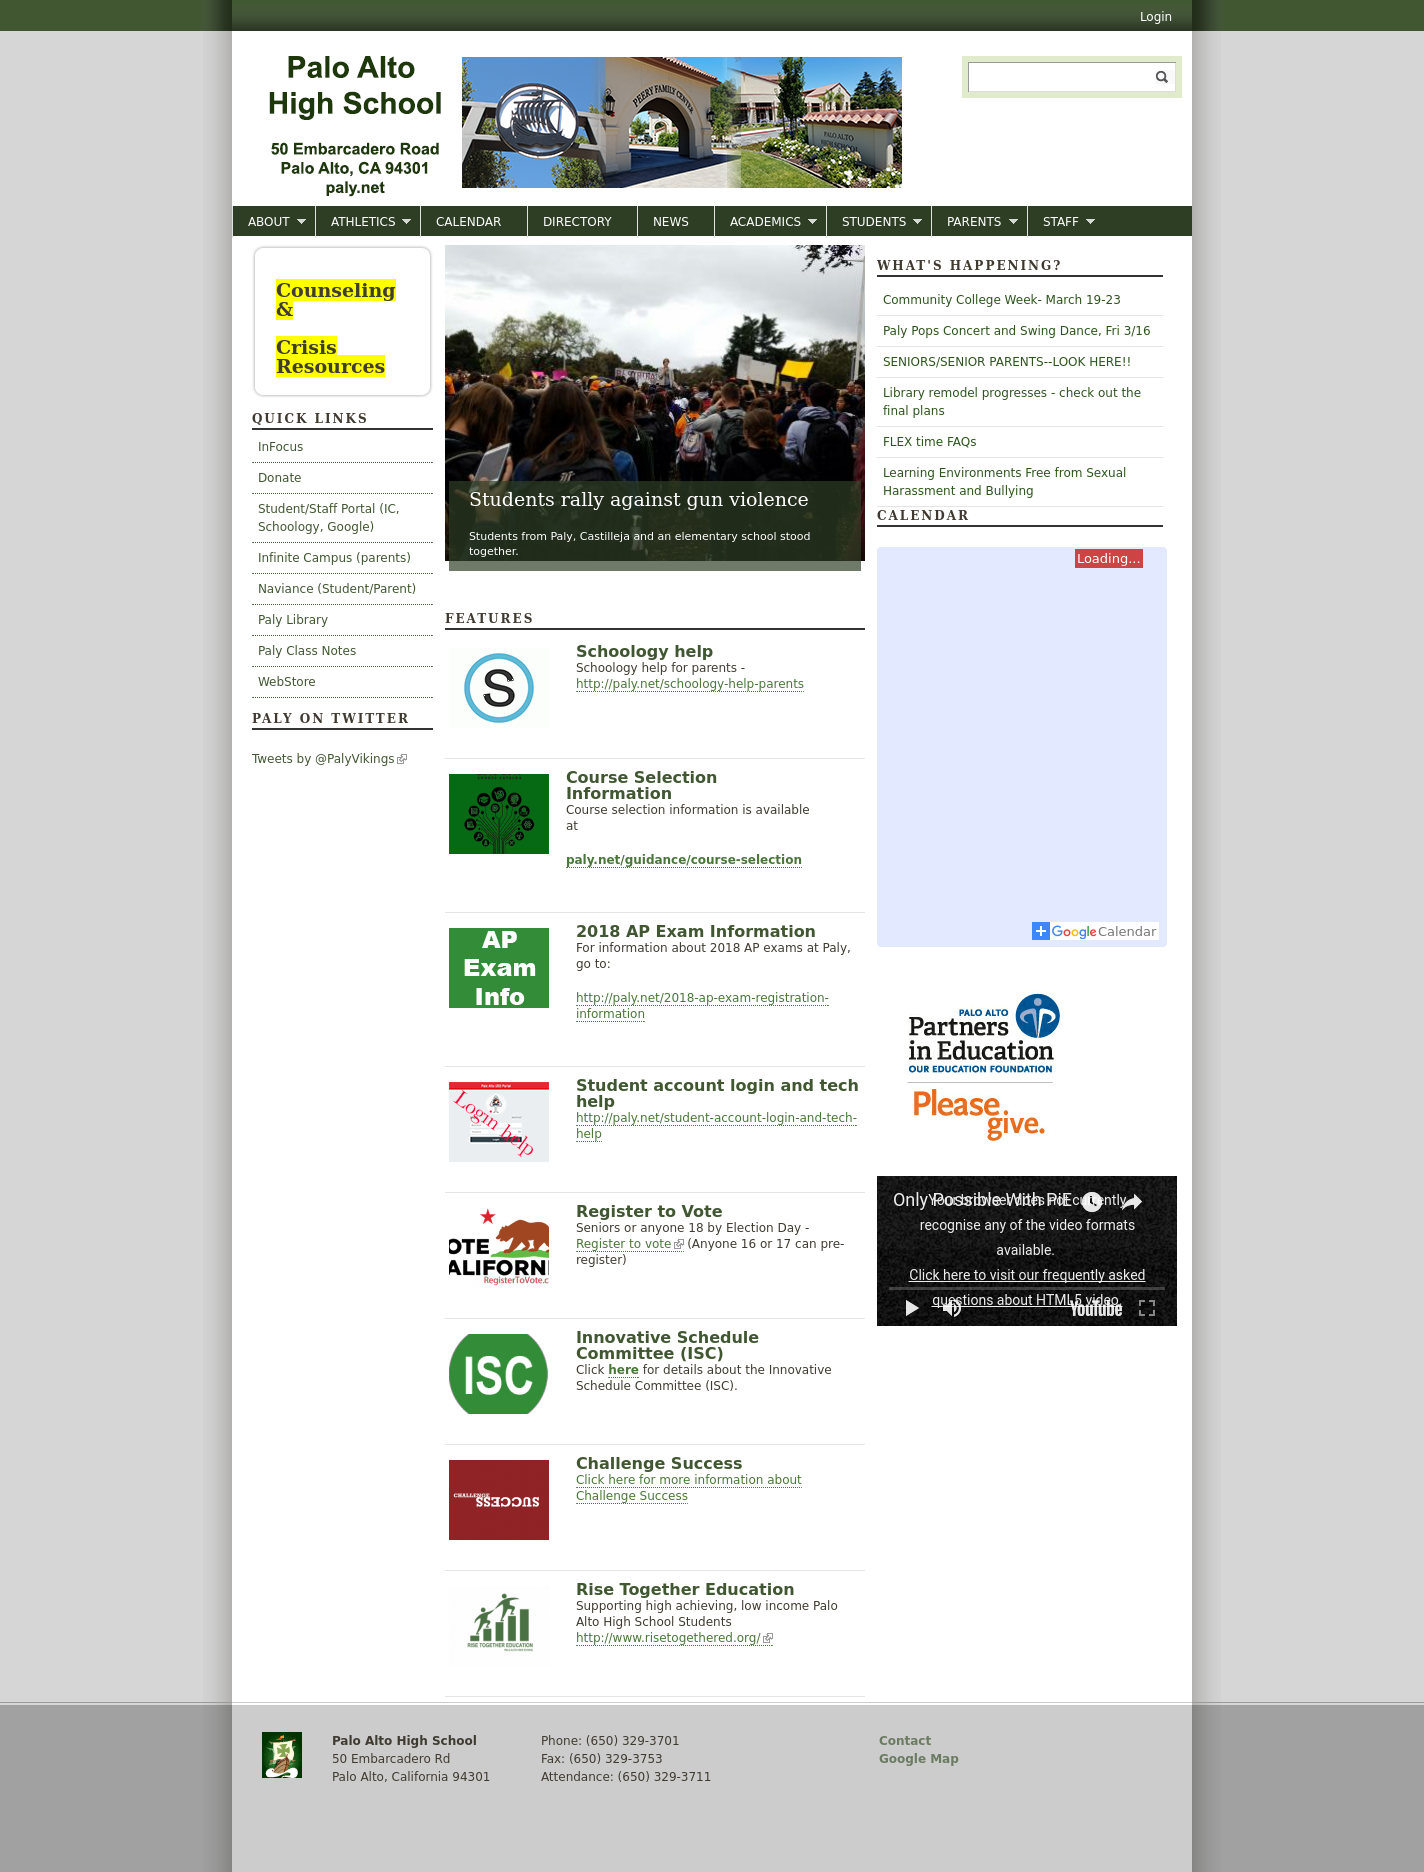 Login
Palo Alto
High School
50 Embarcadero Road
Palo Alto, CA 94301
paly.net
PEERY FAMILY CENTER
PALO ALTO
HIGH SCHOOL
ABOUT
ATHLETICS
CALENDAR
DIRECTORY
NEWS
ACADEMICS
STUDENTS
PARENTS
STAFF
Counseling
&
Crisis
Resources
QUICK LINKS
InFocus
Donate
Student/Staff Portal (IC,
Schoology, Google)
Infinite Campus (parents)
Naviance (Student/Parent)
Paly Library
Paly Class Notes
WebStore
PALY ON TWITTER
Tweets by @PalyVikings
Students rally against gun violence
Students from Paly, Castilleja and an elementary school stood
together.
FEATURES
S
Schoology help
Schoology help for parents -
http://paly.net/schoology-help-parents
Course Selection
Information
Course selection information is available
at
paly.net/guidance/course-selection
AP
Exam
Info
2018 AP Exam Information
For information about 2018 AP exams at Paly,
go to:
http://paly.net/2018-ap-exam-registration-
information
Login help
Student account login and tech
help
http://paly.net/student-account-login-and-tech-
help
OTE
ALIFORN
RegisterToVote.c
Register to Vote
Seniors or anyone 18 by Election Day -
Register to vote (Anyone 16 or 17 can pre-
register)
ISC
Innovative Schedule
Committee (ISC)
Click here for details about the Innovative
Schedule Committee (ISC).
CHALLENGE
SUCCESS
Challenge Success
Click here for more information about
Challenge Success
RISE TOGETHER EDUCATION
Rise Together Education
Supporting high achieving, low income Palo
Alto High School Students
http://www.risetogethered.org/
WHAT'S HAPPENING?
Community College Week- March 19-23
Paly Pops Concert and Swing Dance, Fri 3/16
SENIORS/SENIOR PARENTS--LOOK HERE!!
Library remodel progresses - check out the
final plans
FLEX time FAQs
Learning Environments Free from Sexual
Harassment and Bullying
CALENDAR
Loading...
Google Calendar
PALO ALTO
Partners
in Education
OUR EDUCATION FOUNDATION
Please
give.
Only Possible With PiE
Your browser does not currently
recognise any of the video formats
available.
Click here to visit our frequently asked
questions about HTML5 video.
YouTube
Palo Alto High School
50 Embarcadero Rd
Palo Alto, California 94301
Phone: (650) 329-3701
Fax: (650) 329-3753
Attendance: (650) 329-3711
Contact
Google Map